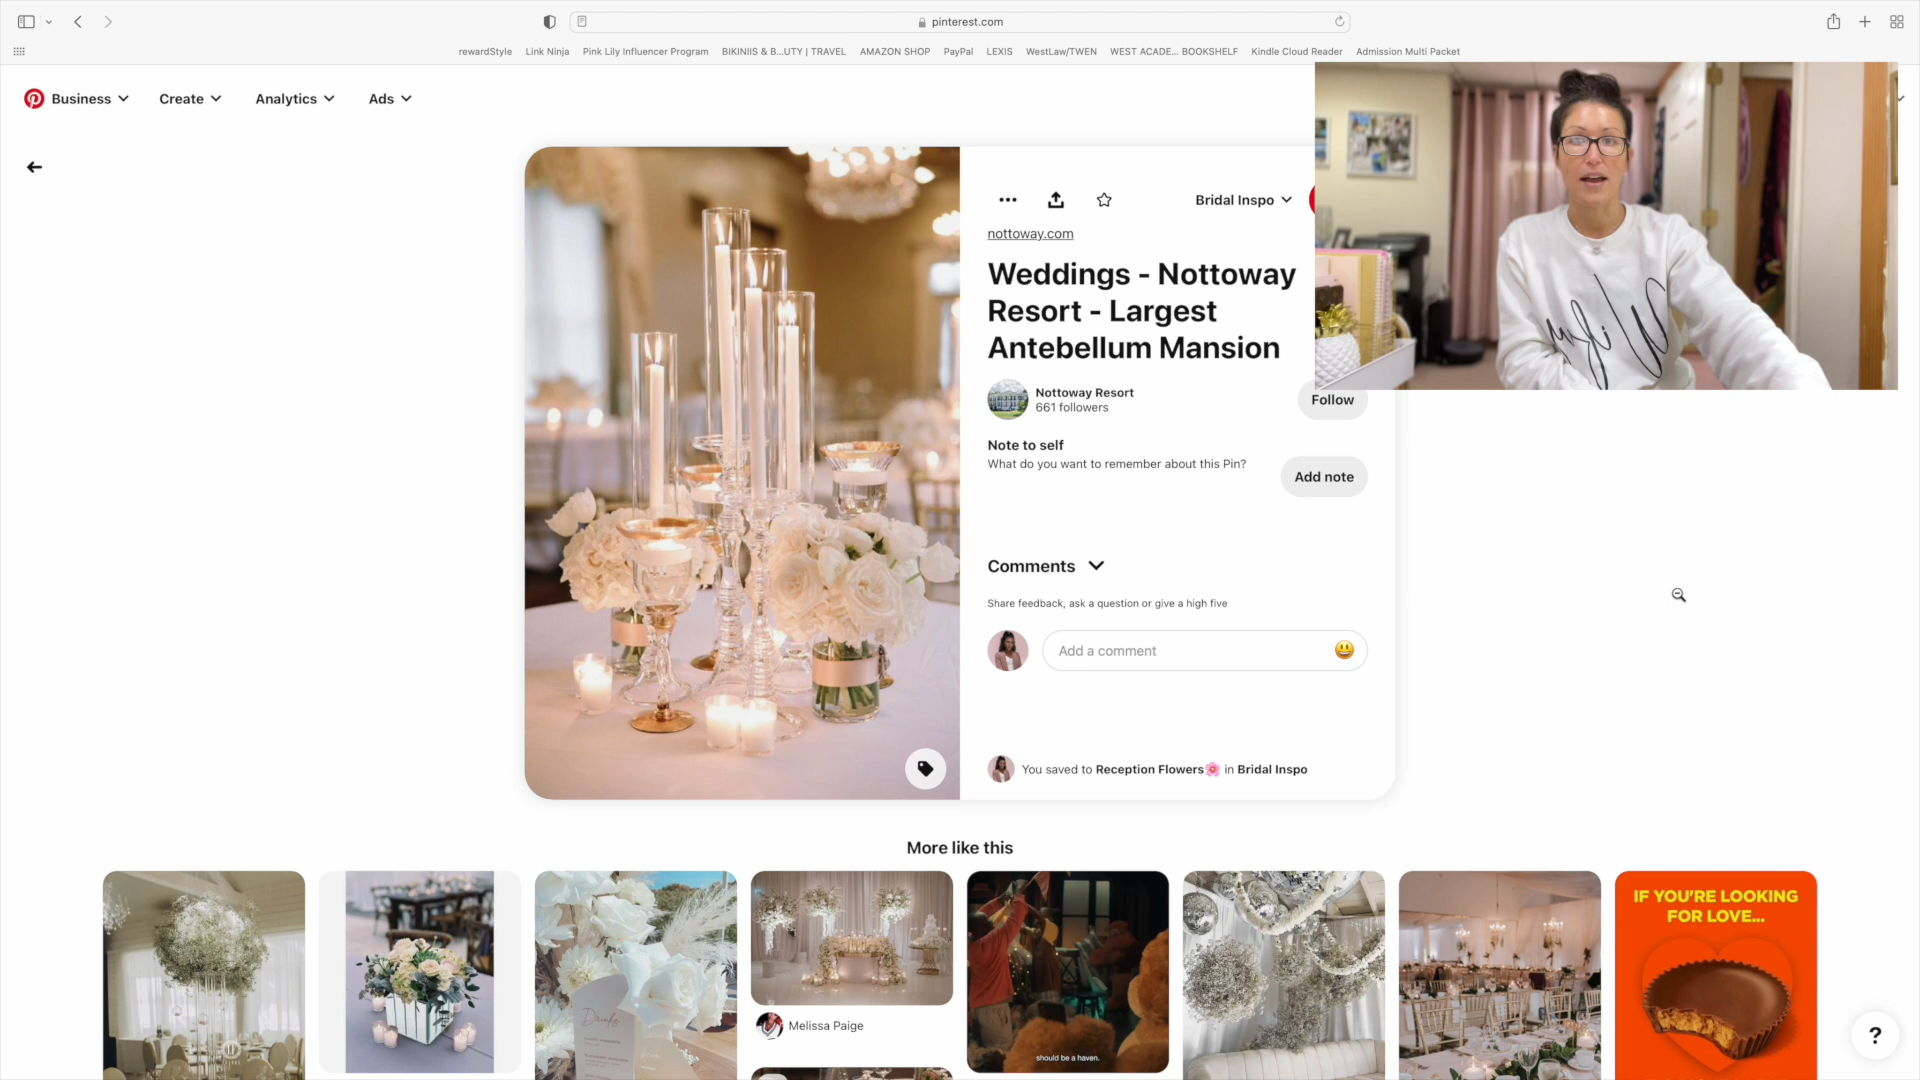 pinterest.com
rewardStyle Link Ninja Pink Lily Influencer Program BIKINIIS & B...UTY | TRAVEL AMAZON SHOP PayPal LEXIS WestLaw/TWEN WEST ACADE... BOOKSHELF Kindle Cloud Reader Admission Multi Packet
Business Create Analytics Ads
Bridal Inspo
nottoway.com
Weddings - Nottoway
Resort - Largest
Antebellum Mansion
Nottoway Resort
661 followers
Follow
Note to self
What do you want to remember about this Pin?
Add note
Comments
Share feedback, ask a question or give a high five
Add a comment
You saved to Reception Flowers🌸 in Bridal Inspo
More like this
IF YOU'RE LOOKING
FOR LOVE...
Drinks
Melissa Paige
should be a haven.
?